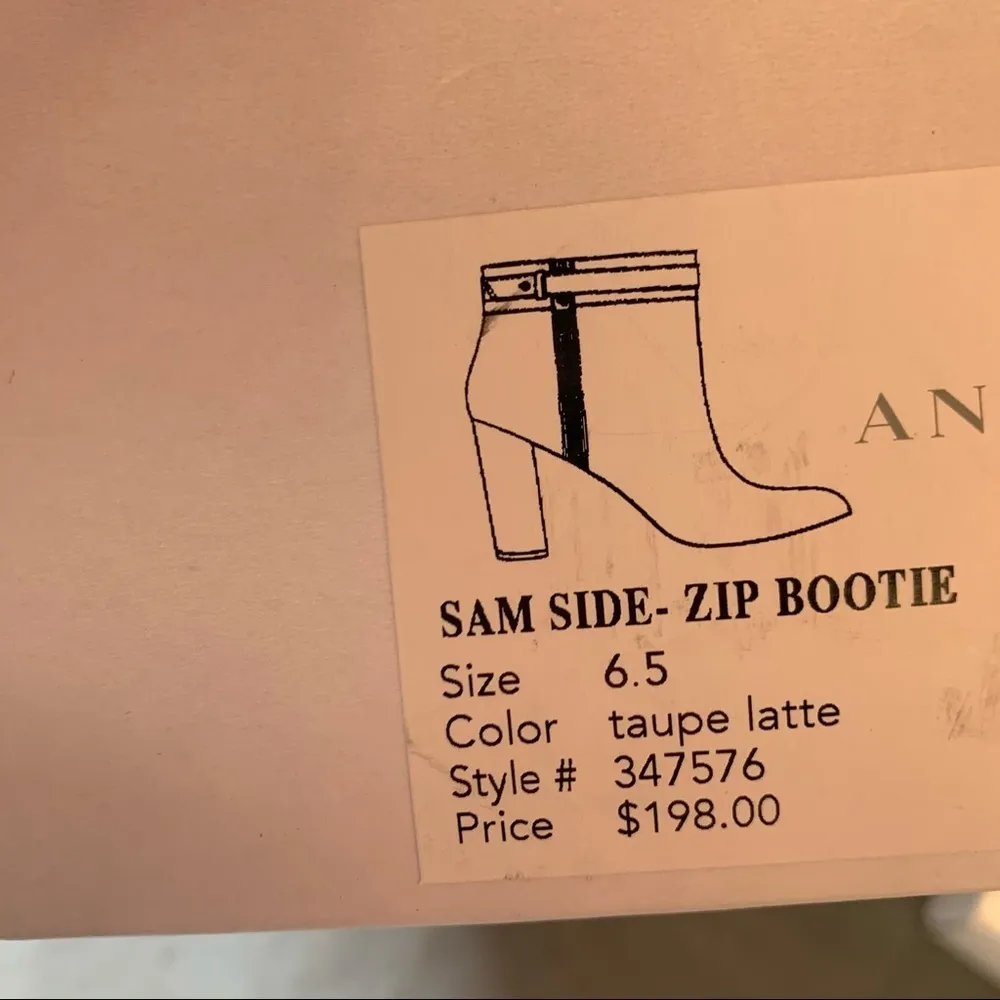 AN
SAM SIDE- ZIP BOOTIE
Size 6.5
Color taupe latte
Style # 347576
Price $198.00